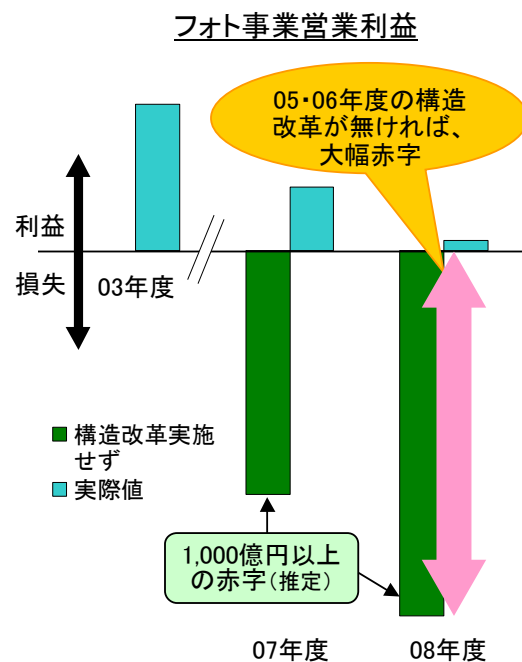 フォト事業営業利益
05・06年度の構造
改革が無ければ、
大幅赤字
利益
損失
03年度
構造改革実施
せず
実際値
1,000億円以上
の赤字(推定)
07年度
08年度